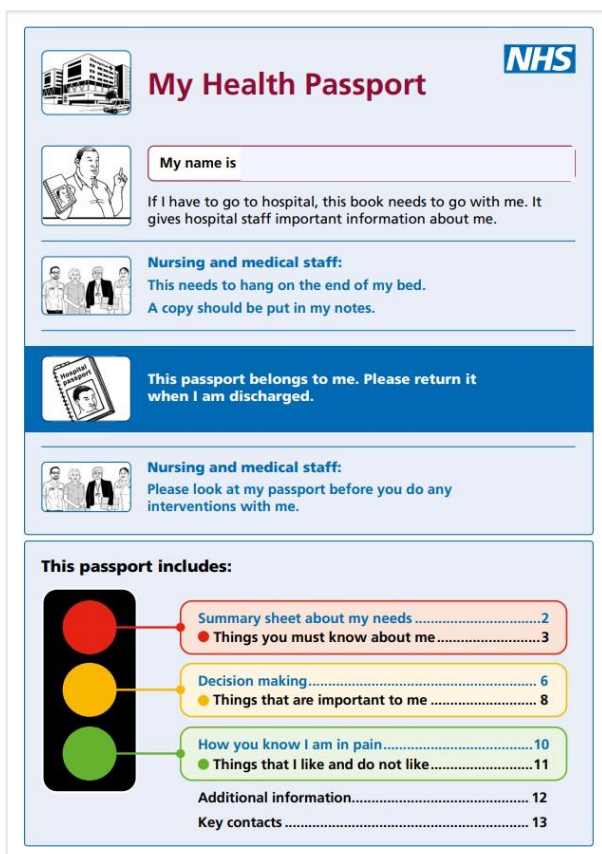 NHS
My Health Passport
My name is
If I have to go to hospital, this book needs to go with me. It
gives hospital staff important information about me.
Nursing and medical staff:
This needs to hang on the end of my bed.
A copy should be put in my notes.
Hospital
passport
This passport belongs to me. Please return it
when I am discharged.
Nursing and medical staff:
Please look at my passport before you do any
interventions with me.
This passport includes:
Summary sheet about my needs ..............................2
Things you must know about me.........................3
Decision making....................................................... 6
Things that are important to me .......................... 8
How you know I am in pain....................................10
Things that I like and do not like.........................11
Additional information........................................... 12
Key contacts ........................................................... 13